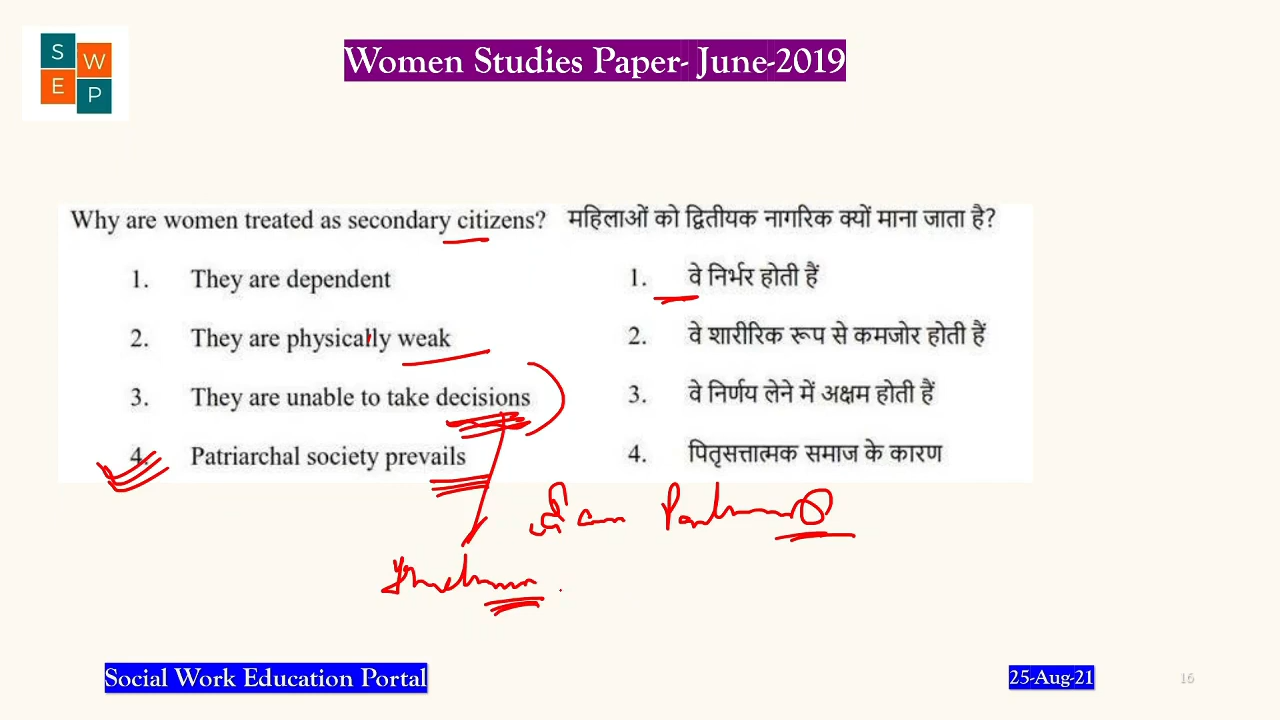 S
W
E
P
Women Studies Paper- June-2019
Why are women treated as secondary citizens? महिलाओं को द्वितीयक नागरिक क्यों माना जाता है?
1. They are dependent 1. वे निर्भर होती हैं
2. They are physically weak 2. वे शारीरिक रूप से कमजोर होती हैं
3. They are unable to take decisions 3. वे निर्णय लेने में अक्षम होती हैं
4. Patriarchal society prevails 4. पितृसत्तात्मक समाज के कारण
Social Work Education Portal 25-Aug-21 16